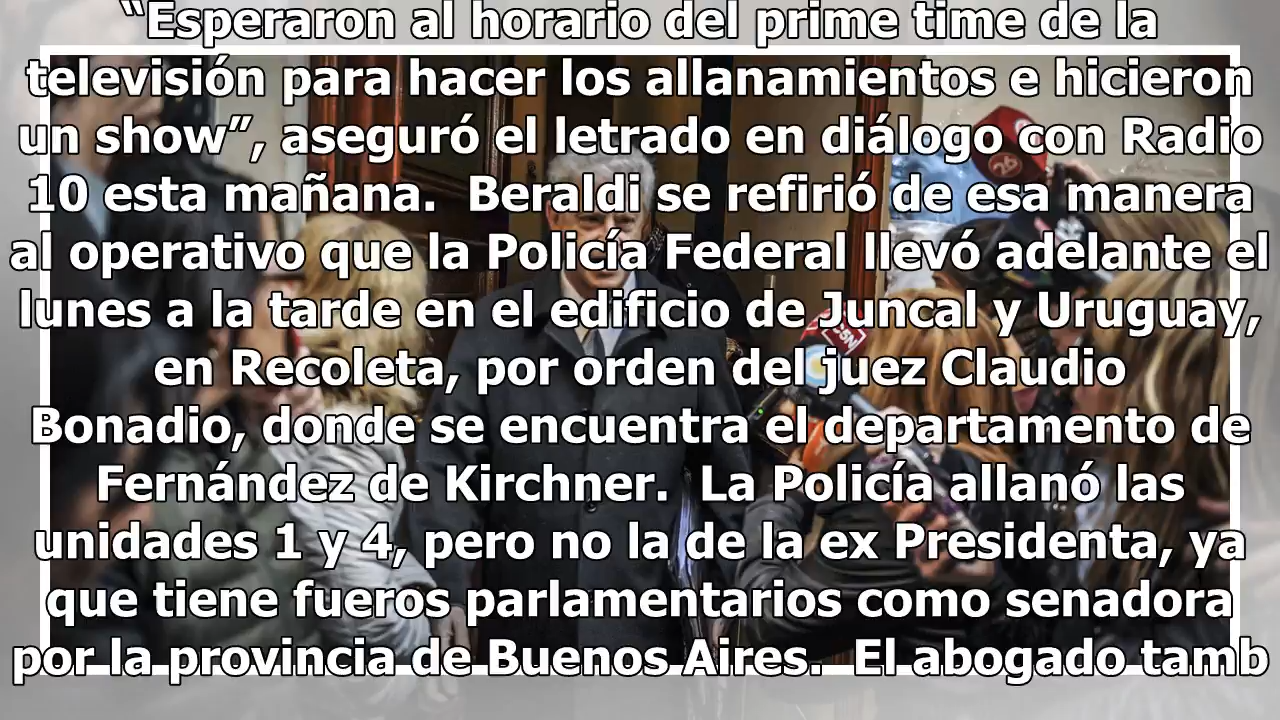 “Esperaron al horario del prime time de la
televisión para hacer los allanamientos e hicieron
un show”, aseguró el letrado en diálogo con Radio
10 esta mañana.  Beraldi se refirió de esa manera
al operativo que la Policía Federal llevó adelante el
lunes a la tarde en el edificio de Juncal y Uruguay,
en Recoleta, por orden del juez Claudio
Bonadio, donde se encuentra el departamento de
Fernández de Kirchner.  La Policía allanó las
unidades 1 y 4, pero no la de la ex Presidenta, ya
que tiene fueros parlamentarios como senadora
por la provincia de Buenos Aires.  El abogado tamb
26
C5N